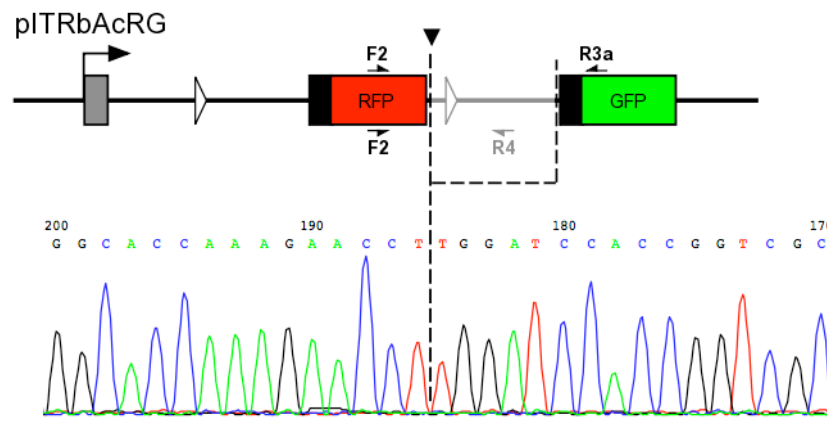 pITRbAcRG
F2 R3a
RFP GFP
F2 R4
200 190 180 170
G G C A C C A A A G A A C C T T G G A T C C A C C G G T C G C